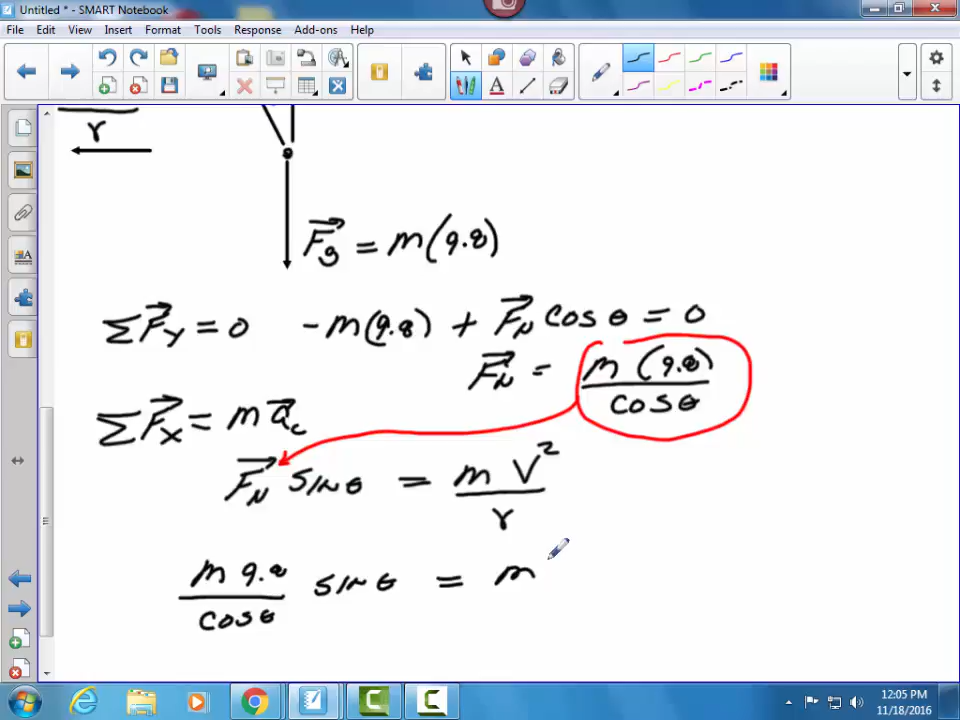 Untitled * - SMART Notebook
File Edit View Insert Format Tools Response Add-ons Help
r
F⃗g = m(9.8)
ΣF⃗y = 0 -m(9.8) + F⃗N cos θ = 0
F⃗N = m(9.8) / cos θ
ΣF⃗x = m a⃗c
F⃗N sin θ = m v² / r
m 9.8 / cos θ sin θ = m
12:05 PM
11/18/2016